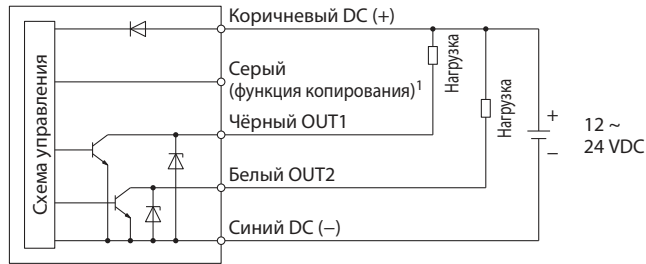 Коричневый DC (+)
Серый
(функция копирования)¹
Чёрный OUT1
Белый OUT2
Синий DC (−)
Схема управления
Нагрузка
Нагрузка
+
−
12 ~
24 VDC